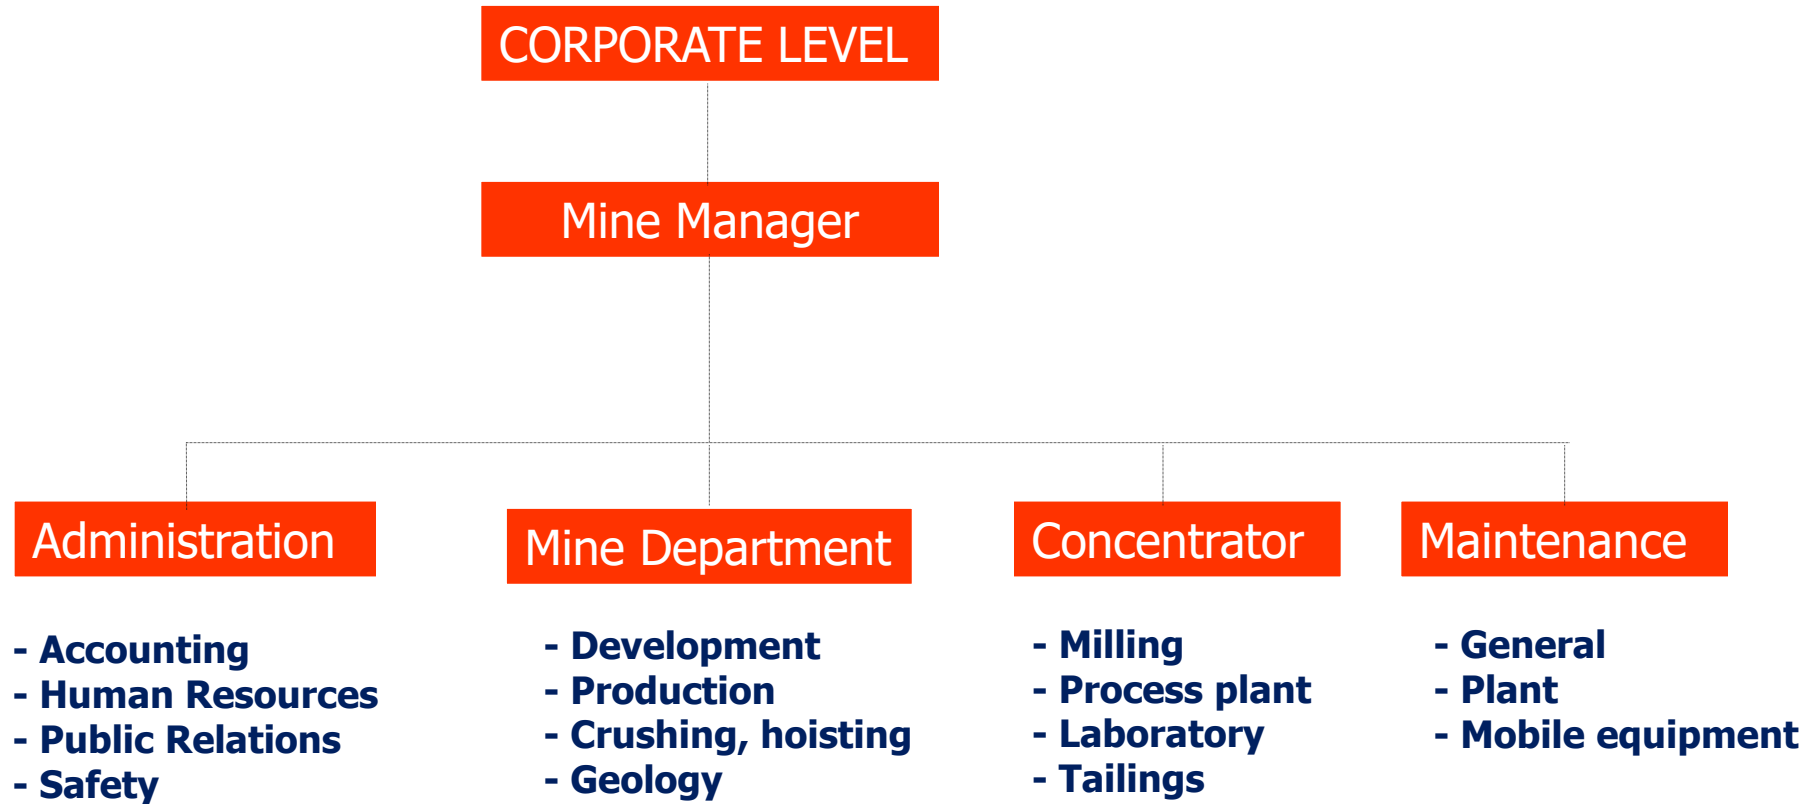 CORPORATE LEVEL
Mine Manager
Administration
- Accounting
- Human Resources
- Public Relations
- Safety
Mine Department
- Development
- Production
- Crushing, hoisting
- Geology
Concentrator
- Milling
- Process plant
- Laboratory
- Tailings
Maintenance
- General
- Plant
- Mobile equipment